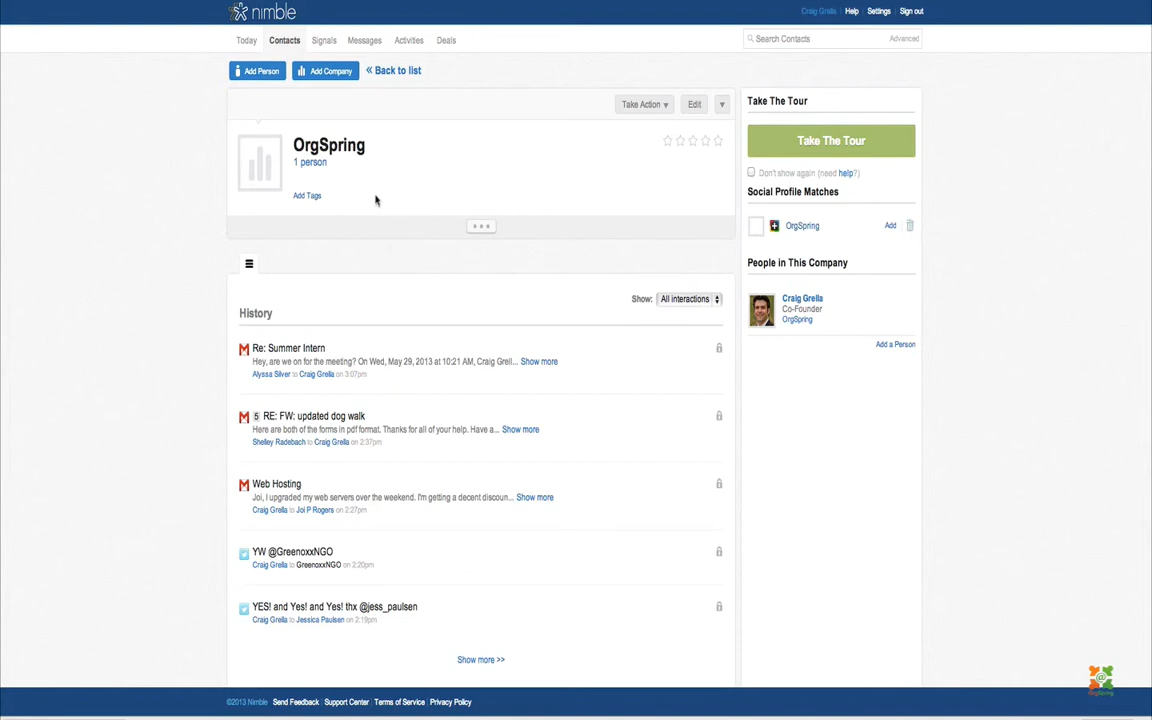 nimble
Craig Grella Help Settings Sign out
Today Contacts Signals Messages Activities Deals
Search Contacts Advanced
Add Person Add Company « Back to list
Take Action ▾ Edit ▾
OrgSpring
1 person
Add Tags
Take The Tour
Take The Tour
Don't show again (need help?)
Social Profile Matches
OrgSpring Add
People in This Company
Craig Grella
Co-Founder
OrgSpring
Add a Person
Show: All interactions
History
Re: Summer Intern
Hey, are we on for the meeting? On Wed, May 29, 2013 at 10:21 AM, Craig Grell... Show more
Alyssa Silver to Craig Grella on 3:07pm
5 RE: FW: updated dog walk
Here are both of the forms in pdf format. Thanks for all of your help. Have a... Show more
Shelley Radebach to Craig Grella on 2:37pm
Web Hosting
Joi, I upgraded my web servers over the weekend. I'm getting a decent discoun... Show more
Craig Grella to Joi P Rogers on 2:27pm
YW @GreenoxxNGO
Craig Grella to GreenoxxNGO on 2:20pm
YES! and Yes! and Yes! thx @jess_paulsen
Craig Grella to Jessica Paulsen on 2:19pm
Show more >>
OrgSpring
©2013 Nimble Send Feedback Support Center Terms of Service Privacy Policy